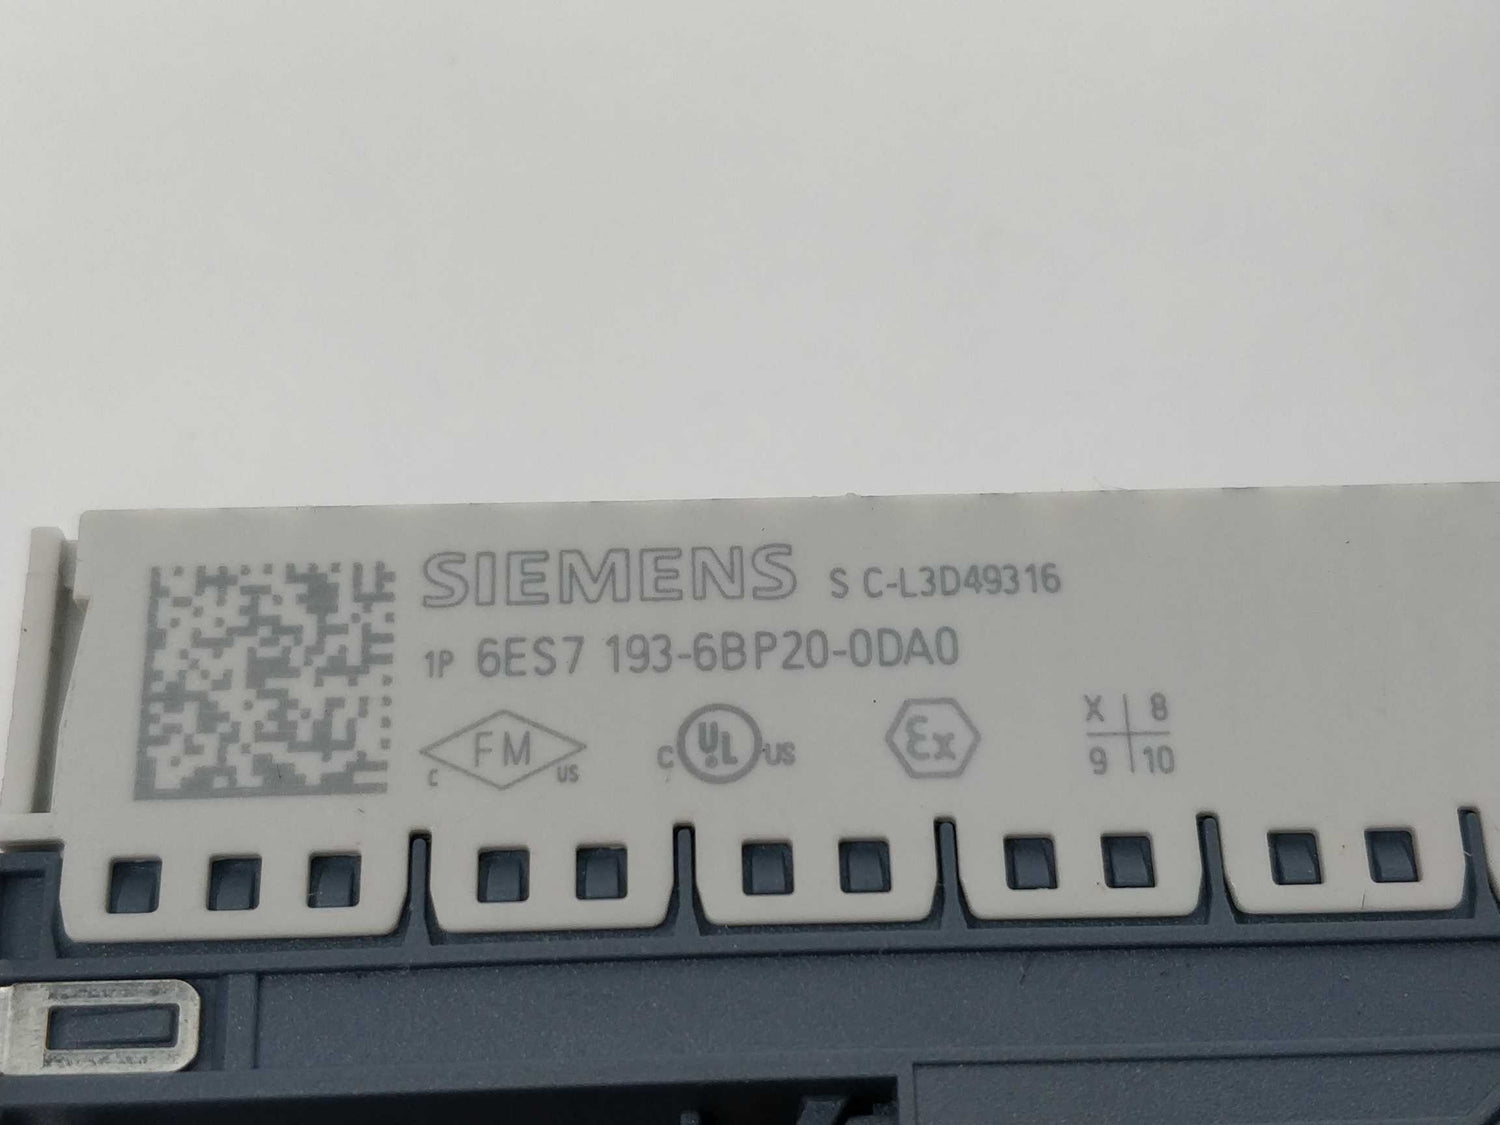 SIEMENS S C-L3D49316
1P 6ES7 193-6BP20-0DA0
C FM US
C UL US
Ex
X 8
9 10